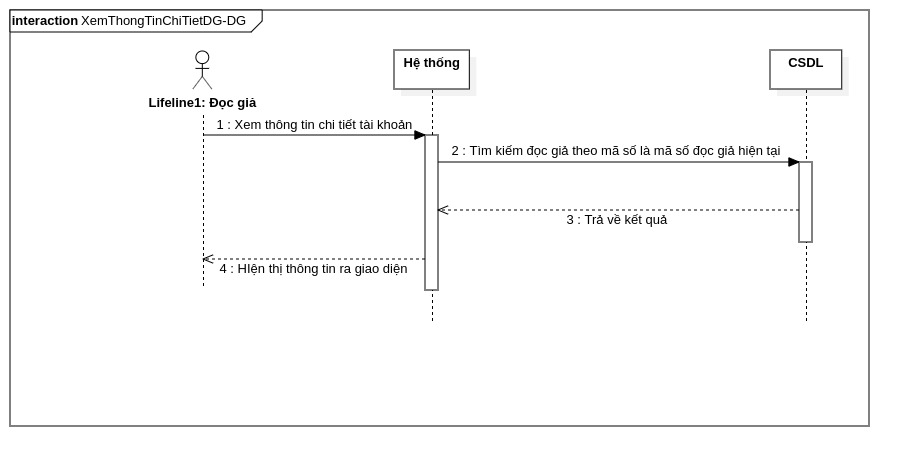 interaction XemThongTinChiTietDG-DG
Hệ thống
CSDL
Lifeline1: Đọc giả
1 : Xem thông tin chi tiết tài khoản
2 : Tìm kiếm đọc giả theo mã số là mã số đọc giả hiện tại
3 : Trả về kết quả
4 : HIện thị thông tin ra giao diện